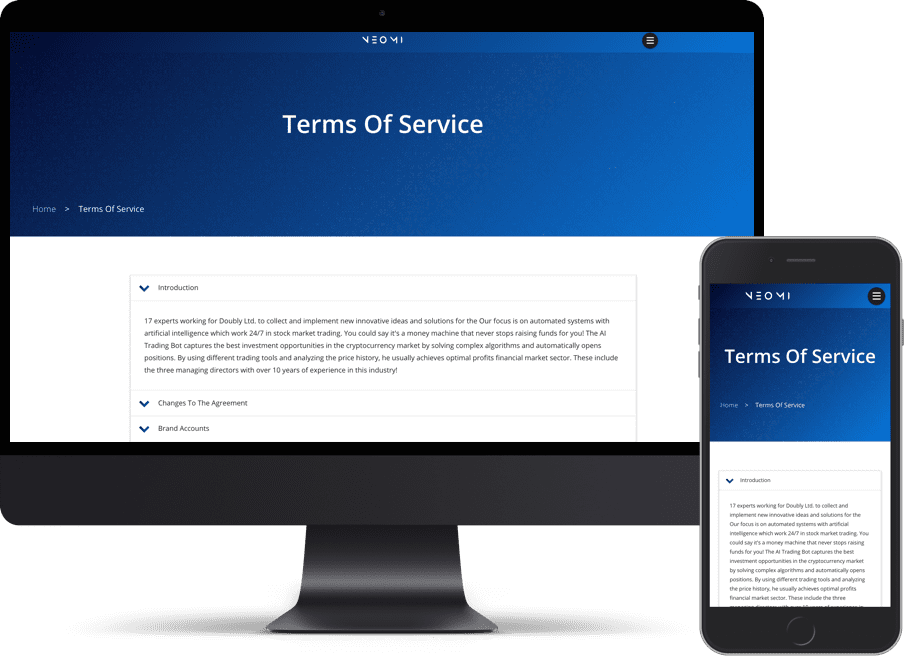 NEOMI
Terms Of Service
Home > Terms Of Service
Introduction
17 experts working for Doubly Ltd. to collect and implement new innovative ideas and solutions for the Our focus is on automated systems with
artificial intelligence which work 24/7 in stock market trading. You could say it's a money machine that never stops raising funds for you! The AI
Trading Bot captures the best investment opportunities in the cryptocurrency market by solving complex algorithms and automatically opens
positions. By using different trading tools and analyzing the price history, he usually achieves optimal profits financial market sector. These include
the three managing directors with over 10 years of experience in this industry!
Changes To The Agreement
Brand Accounts
NEOMI
Terms Of Service
Home > Terms Of Service
Introduction
17 experts working for Doubly Ltd. to collect and
implement new innovative ideas and solutions for the
Our focus is on automated systems with artificial
intelligence which work 24/7 in stock market trading. You
could say it's a money machine that never stops raising
funds for you! The AI Trading Bot captures the best
investment opportunities in the cryptocurrency market
by solving complex algorithms and automatically opens
positions. By using different trading tools and analyzing
the price history, he usually achieves optimal profits
financial market sector. These include the three